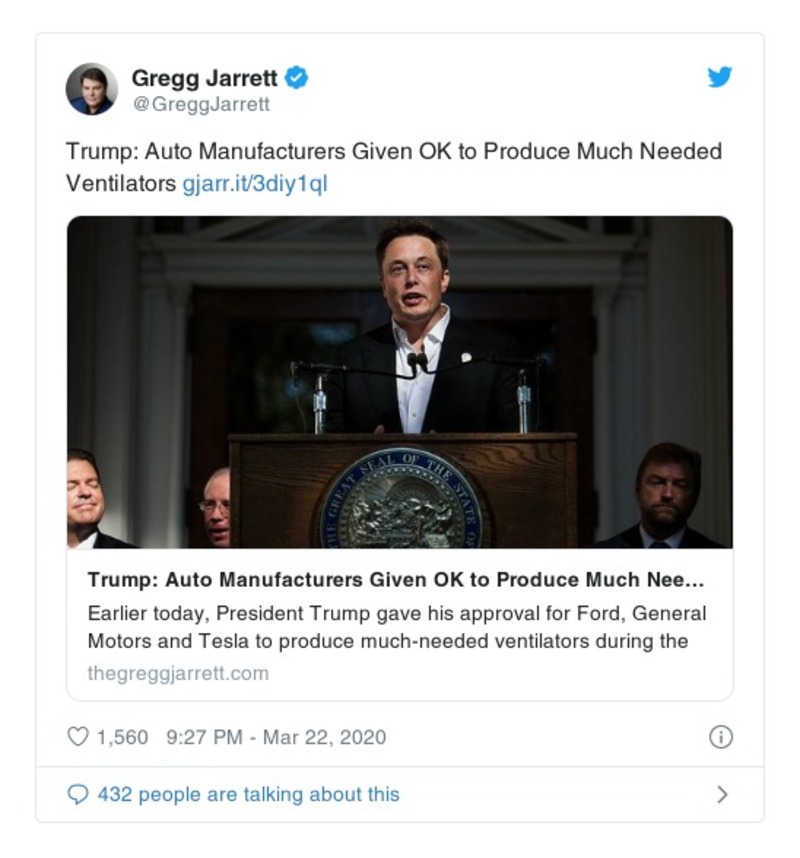 Gregg Jarrett
@GreggJarrett
Trump: Auto Manufacturers Given OK to Produce Much Needed
Ventilators gjarr.it/3diy1ql
THE GREAT SEAL OF THE STATE OF
Trump: Auto Manufacturers Given OK to Produce Much Nee...
Earlier today, President Trump gave his approval for Ford, General
Motors and Tesla to produce much-needed ventilators during the
thegreggjarrett.com
1,560 9:27 PM - Mar 22, 2020
432 people are talking about this